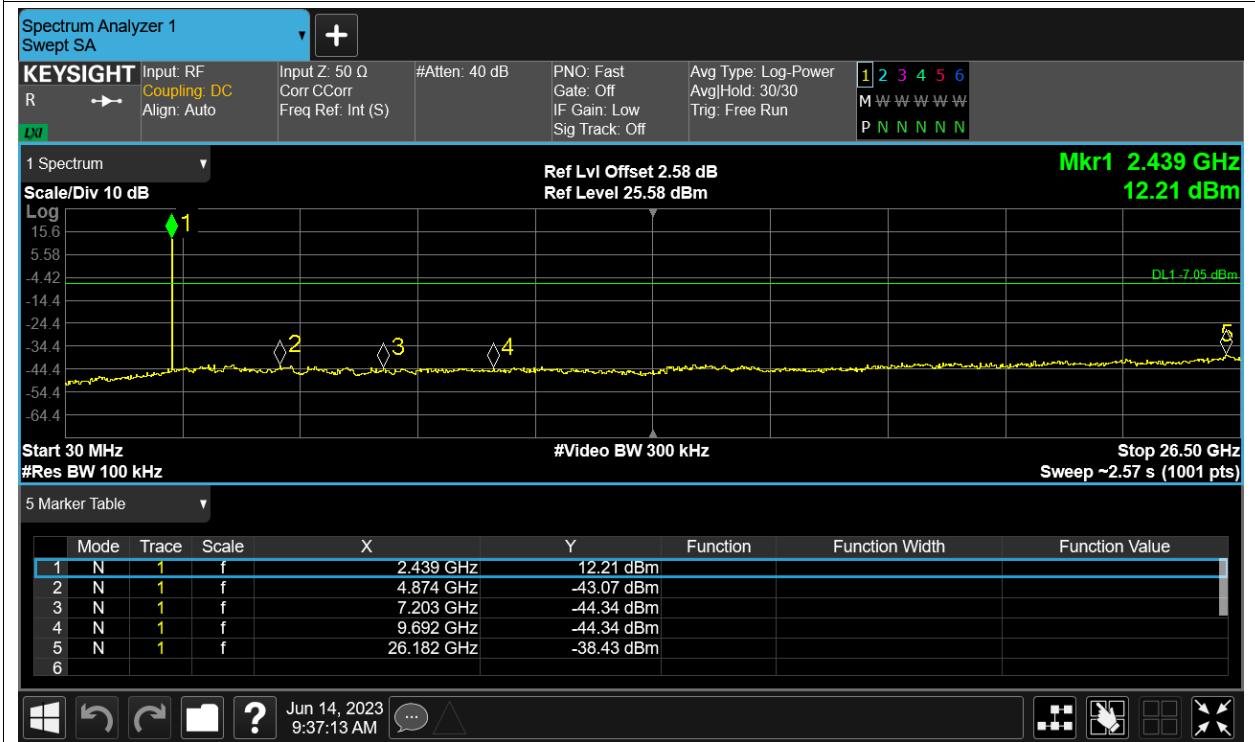 Spectrum Analyzer 1
Swept SA
+
KEYSIGHT Input: RF Input Z: 50 Ω #Atten: 40 dB PNO: Fast Avg Type: Log-Power 1 2 3 4 5 6
R Coupling: DC Corr CCorr Gate: Off Avg|Hold: 30/30 M W W W W W
Align: Auto Freq Ref: Int (S) IF Gain: Low Trig: Free Run
LXI Sig Track: Off P N N N N N
1 Spectrum Ref Lvl Offset 2.58 dB Mkr1 2.439 GHz
Scale/Div 10 dB Ref Level 25.58 dBm 12.21 dBm
Log
1
15.6
5.58
-4.42 DL1 -7.05 dBm
-14.4
-24.4
-34.4 2 3 4 5
-44.4
-54.4
-64.4
Start 30 MHz #Video BW 300 kHz Stop 26.50 GHz
#Res BW 100 kHz Sweep ~2.57 s (1001 pts)
5 Marker Table
Mode Trace Scale X Y Function Function Width Function Value
1 N 1 f 2.439 GHz 12.21 dBm
2 N 1 f 4.874 GHz -43.07 dBm
3 N 1 f 7.203 GHz -44.34 dBm
4 N 1 f 9.692 GHz -44.34 dBm
5 N 1 f 26.182 GHz -38.43 dBm
6
? Jun 14, 2023
9:37:13 AM